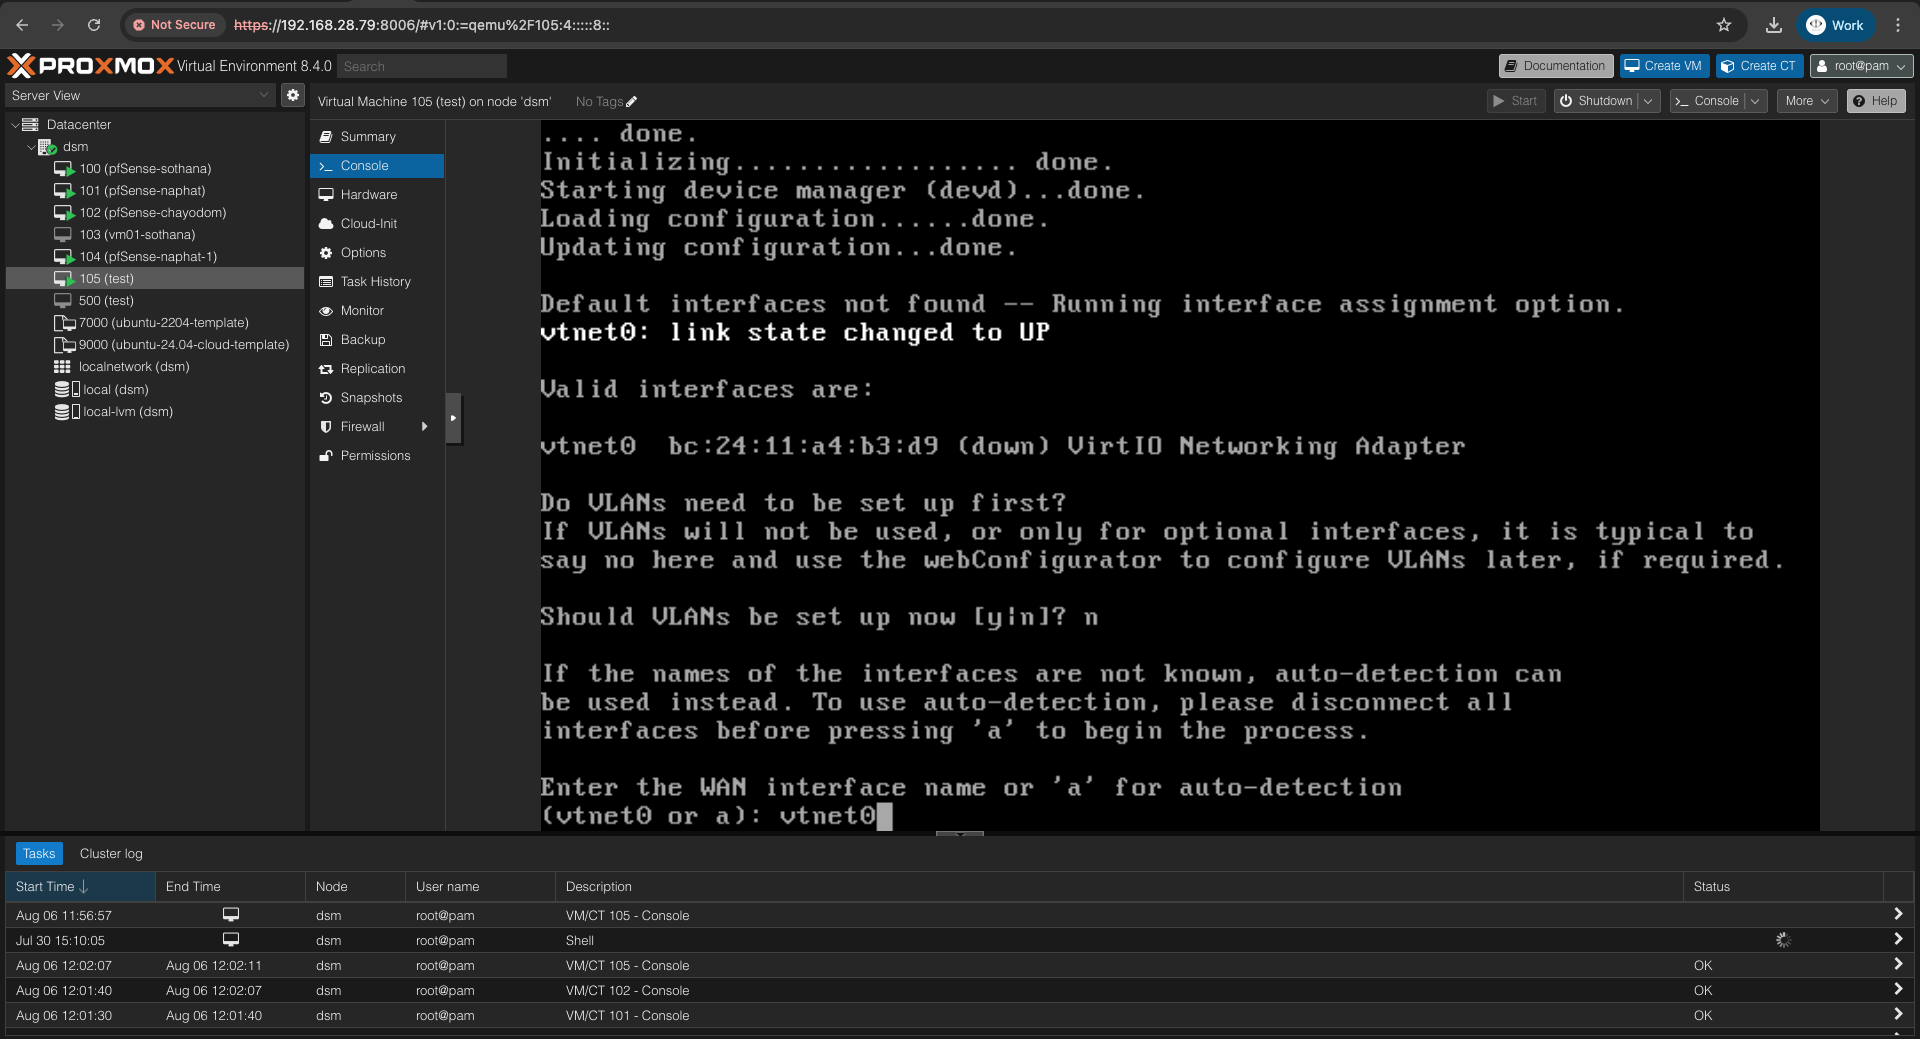 Not Secure https://192.168.28.79:8006/#v1:0:=qemu%2F105:4:::::8:: Work
PROXMOX Virtual Environment 8.4.0 Search Documentation Create VM Create CT root@pam
Server View Virtual Machine 105 (test) on node 'dsm' No Tags Start Shutdown Console More Help
Datacenter
dsm
100 (pfSense-sothana)
101 (pfSense-naphat)
102 (pfSense-chayodom)
103 (vm01-sothana)
104 (pfSense-naphat-1)
105 (test)
500 (test)
7000 (ubuntu-2204-template)
9000 (ubuntu-24.04-cloud-template)
localnetwork (dsm)
local (dsm)
local-lvm (dsm)
Summary
Console
Hardware
Cloud-Init
Options
Task History
Monitor
Backup
Replication
Snapshots
Firewall
Permissions
.... done.
Initializing.................. done.
Starting device manager (devd)...done.
Loading configuration......done.
Updating configuration...done.
Default interfaces not found -- Running interface assignment option.
vtnet0: link state changed to UP
Valid interfaces are:
vtnet0 bc:24:11:a4:b3:d9 (down) VirtIO Networking Adapter
Do VLANs need to be set up first?
If VLANs will not be used, or only for optional interfaces, it is typical to
say no here and use the webConfigurator to configure VLANs later, if required.
Should VLANs be set up now [y|n]? n
If the names of the interfaces are not known, auto-detection can
be used instead. To use auto-detection, please disconnect all
interfaces before pressing 'a' to begin the process.
Enter the WAN interface name or 'a' for auto-detection
(vtnet0 or a): vtnet0
Tasks Cluster log
Start Time End Time Node User name Description Status
Aug 06 11:56:57 dsm root@pam VM/CT 105 - Console
Jul 30 15:10:05 dsm root@pam Shell
Aug 06 12:02:07 Aug 06 12:02:11 dsm root@pam VM/CT 105 - Console OK
Aug 06 12:01:40 Aug 06 12:02:07 dsm root@pam VM/CT 102 - Console OK
Aug 06 12:01:30 Aug 06 12:01:40 dsm root@pam VM/CT 101 - Console OK